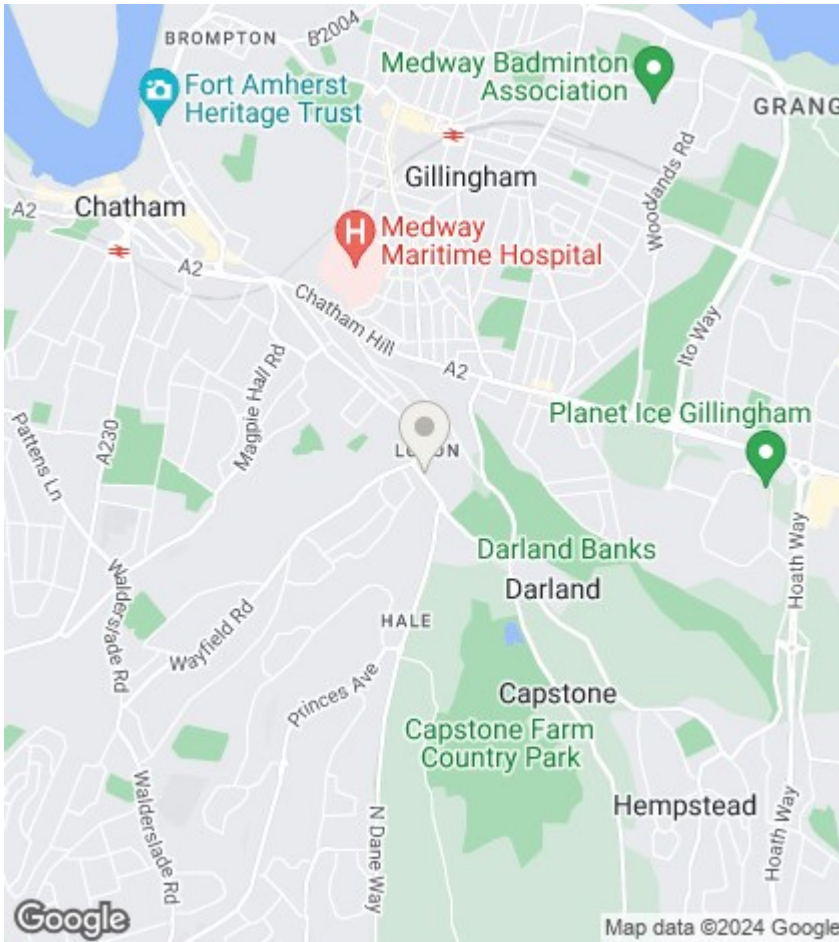 BROMPTON
B2004
Medway Badminton
Association
Fort Amherst
Heritage Trust
GRANG
Gillingham
Woodlands Rd
A2
Chatham
Medway
Maritime Hospital
A2
Chatham Hill
Ito Way
A2
Magpie Hall Rd
Planet Ice Gillingham
Pattens Ln
A230
Darland Banks
Hoath Way
Darland
Walderslade Rd
HALE
Wayfield Rd
Princes Ave
Capstone
Capstone Farm
Country Park
Hempstead
Walderslade Rd
N Dane Way
Hoath Way
Google
Map data ©2024 Google